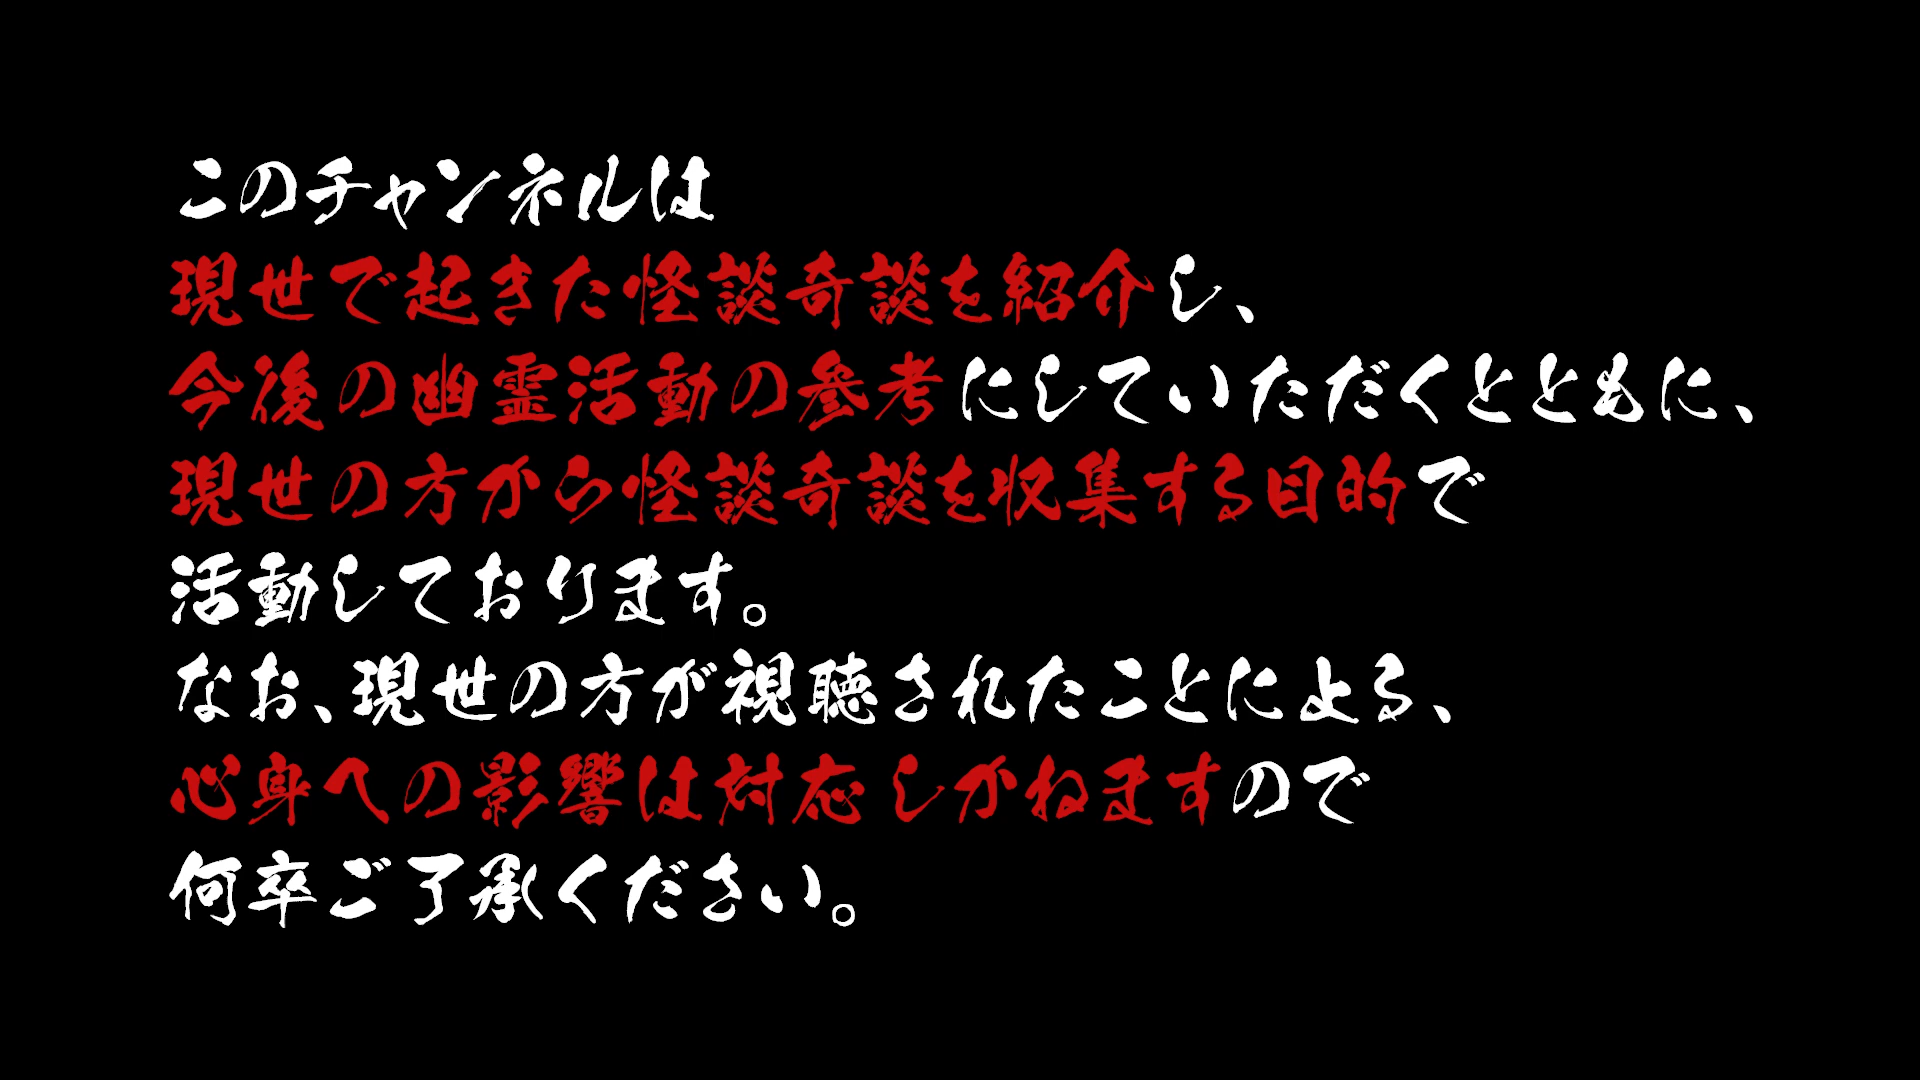 このチャンネルは
現世で起きた怪談奇談を紹介し、
今後の幽霊活動の参考にしていただくとともに、
現世の方から怪談奇談を収集する目的で
活動しております。
なお、現世の方が視聴されたことによる、
心身への影響は対応しかねますので
何卒ご了承ください。